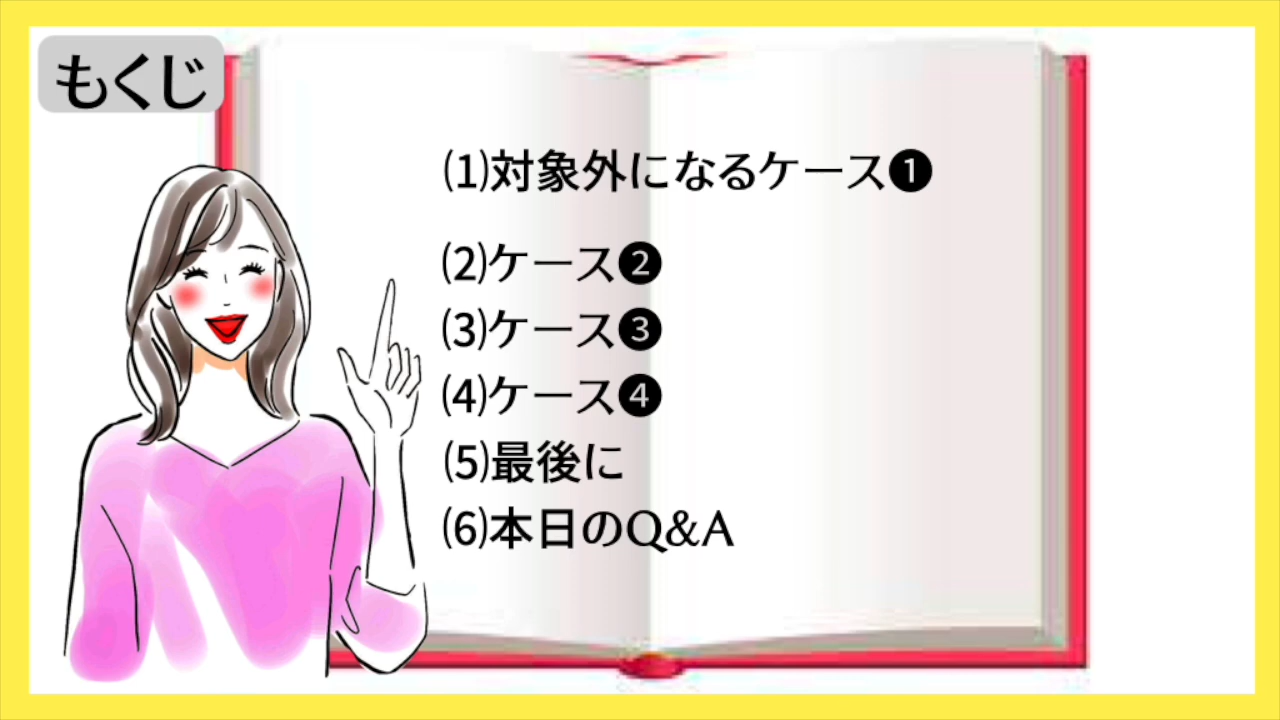 もくじ
⑴対象外になるケース❶
⑵ケース❷
⑶ケース❸
⑷ケース❹
⑸最後に
⑹本日のQ&A